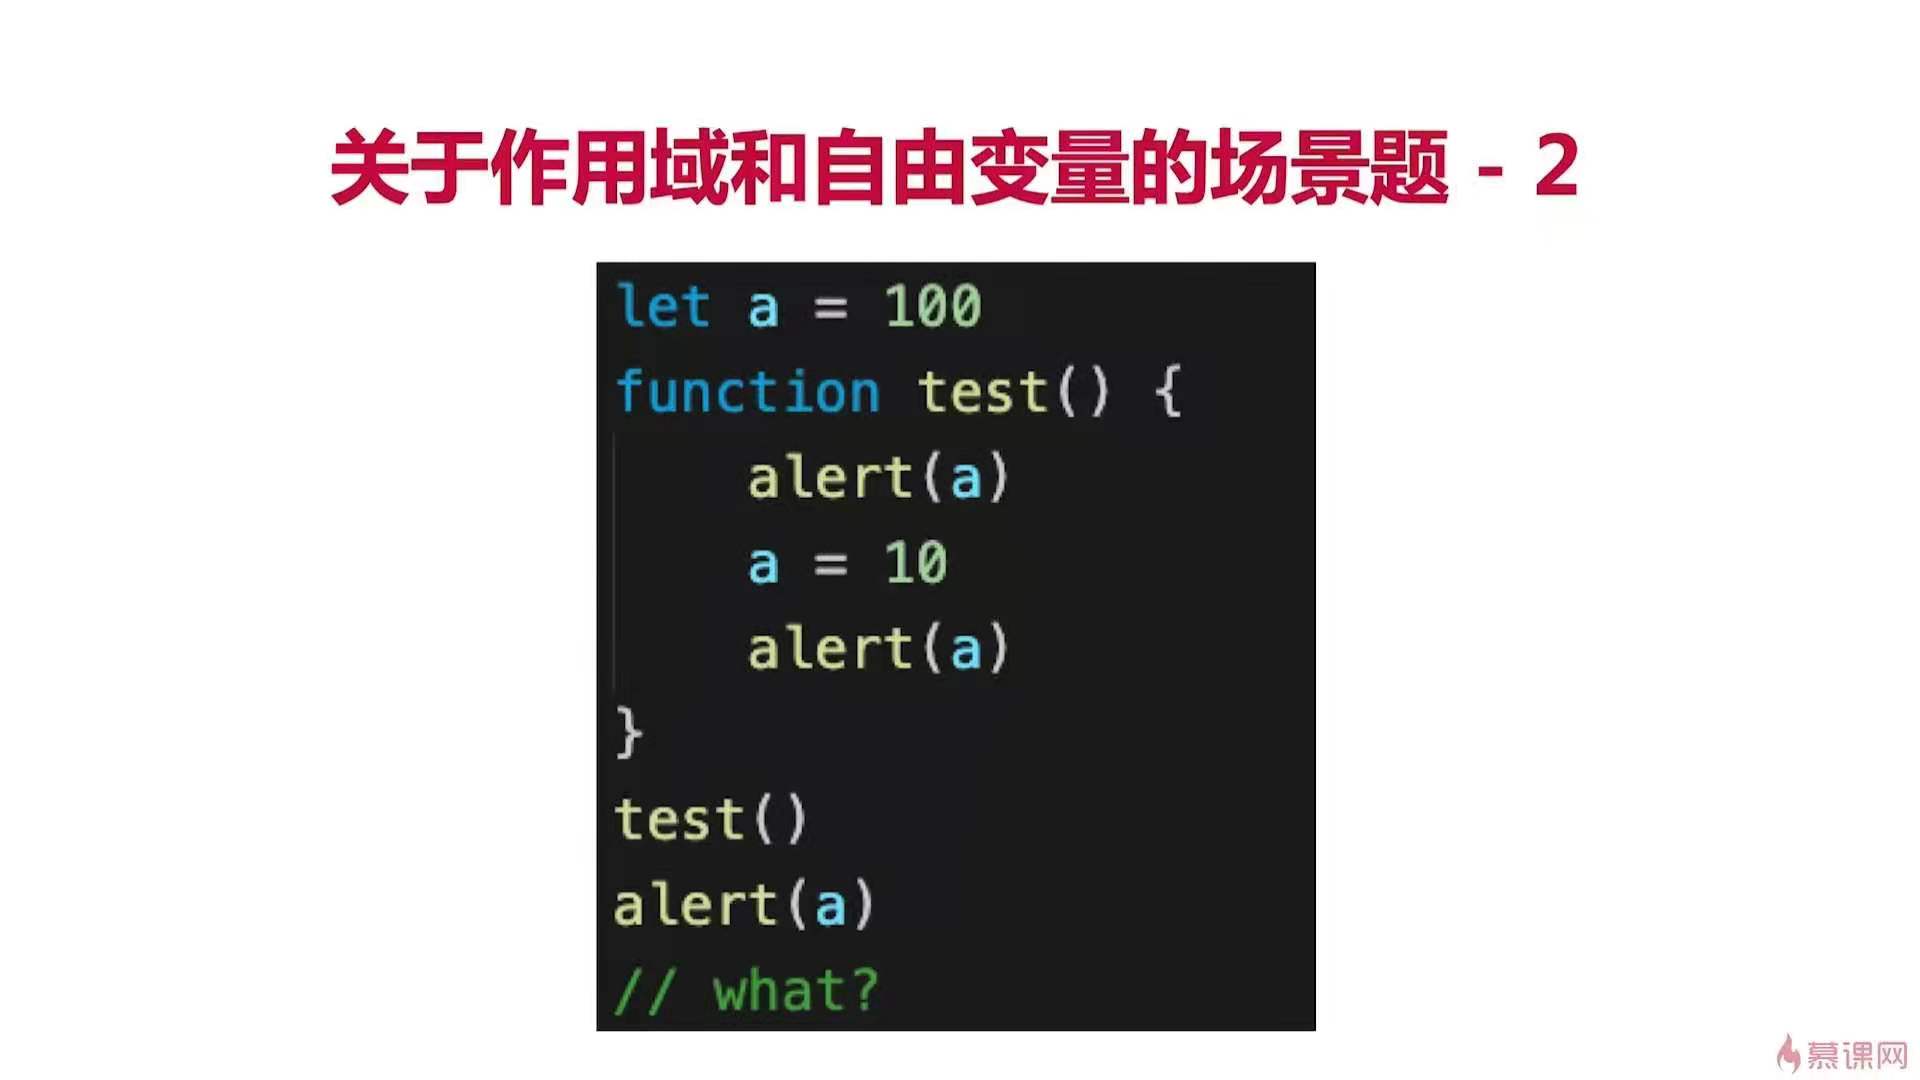 关于作用域和自由变量的场景题 - 2
let a = 100
function test() {
    alert(a)
    a = 10
    alert(a)
}
test()
alert(a)
// what?
慕课网